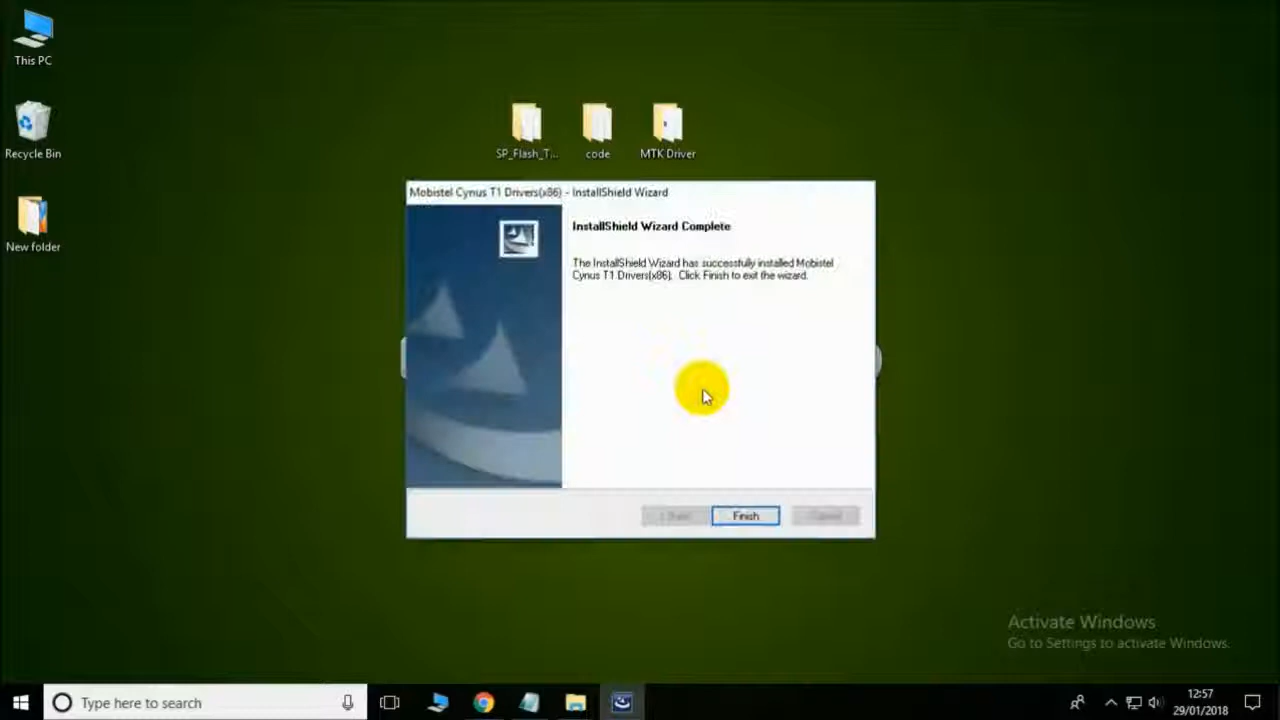 This PC
Recycle Bin
New folder
SP_Flash_T...
code
MTK Driver
Mobistel Cynus T1 Drivers(x86) - InstallShield Wizard
InstallShield Wizard Complete
The InstallShield Wizard has successfully installed Mobistel
Cynus T1 Drivers(x86). Click Finish to exit the wizard.
Finish
Activate Windows
Go to Settings to activate Windows.
Type here to search
12:57
29/01/2018